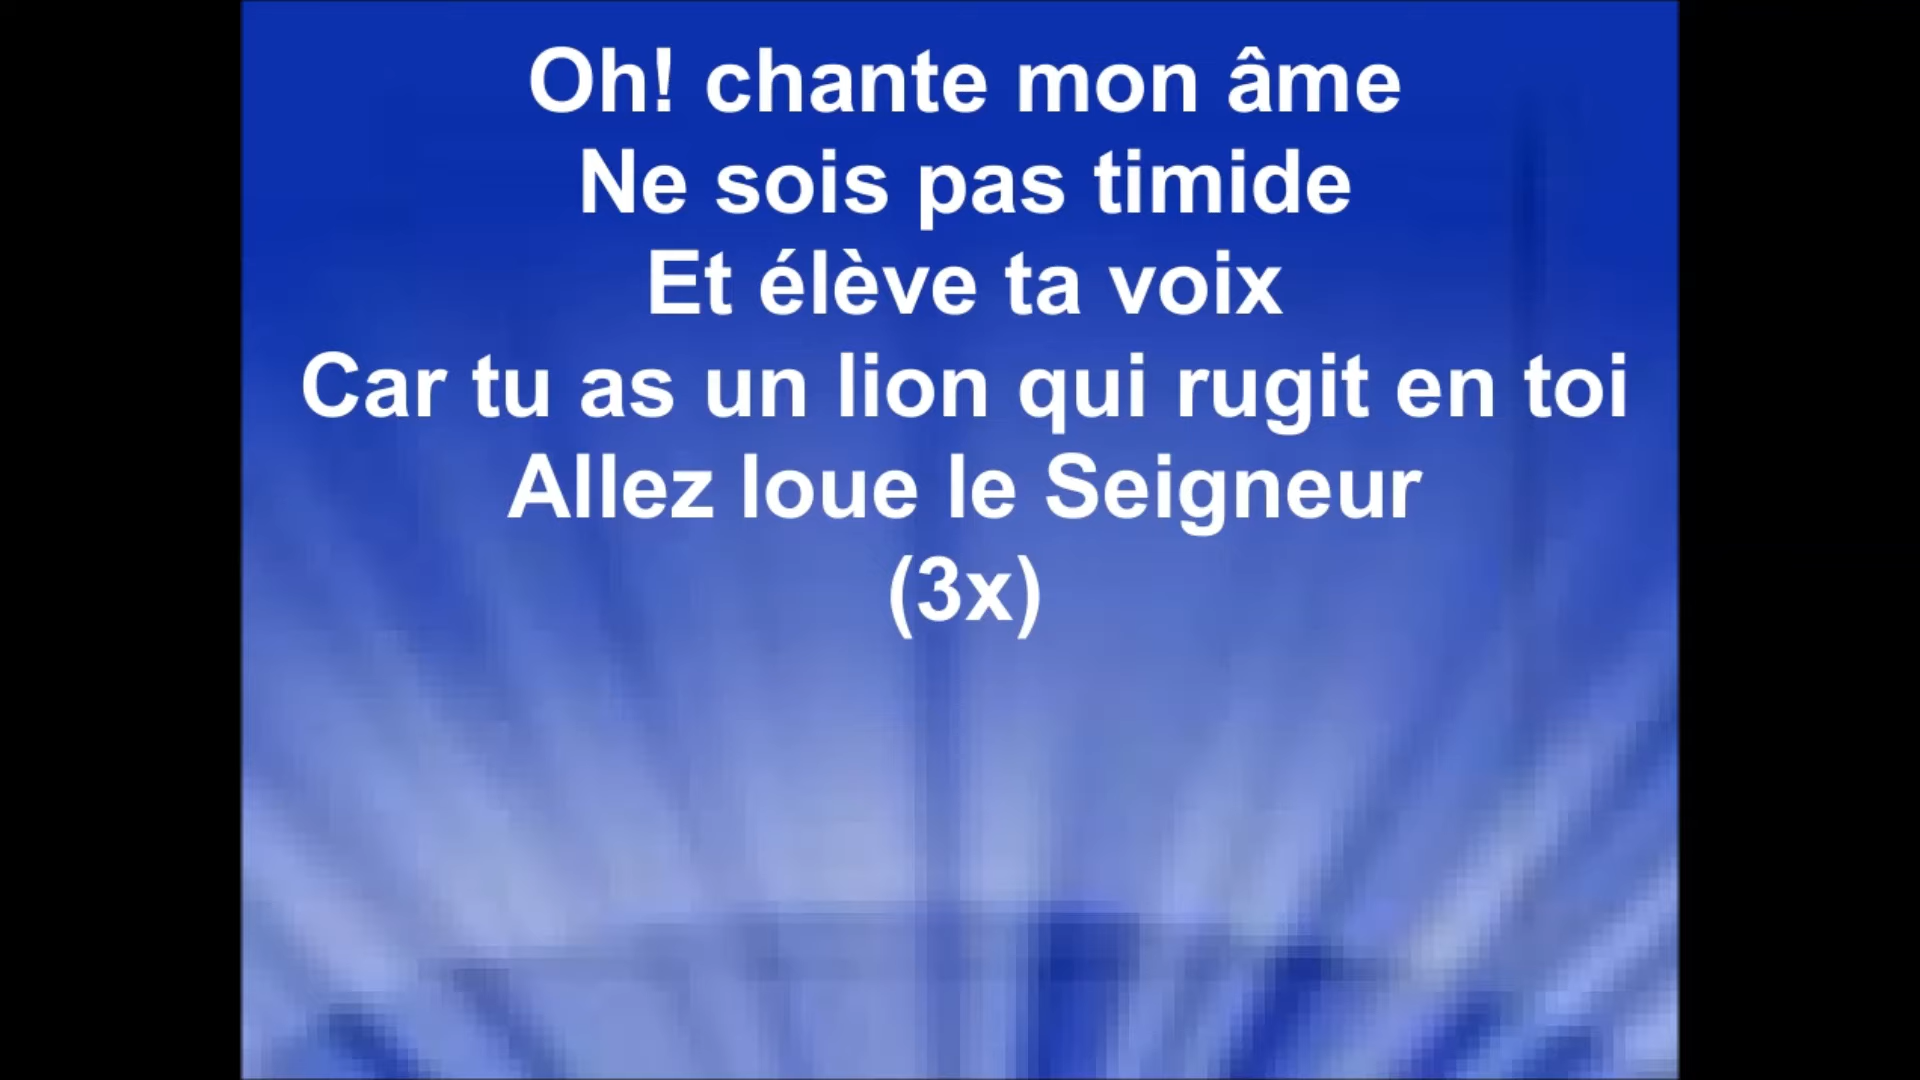 Oh! chante mon âme
Ne sois pas timide
Et élève ta voix
Car tu as un lion qui rugit en toi
Allez loue le Seigneur
(3x)